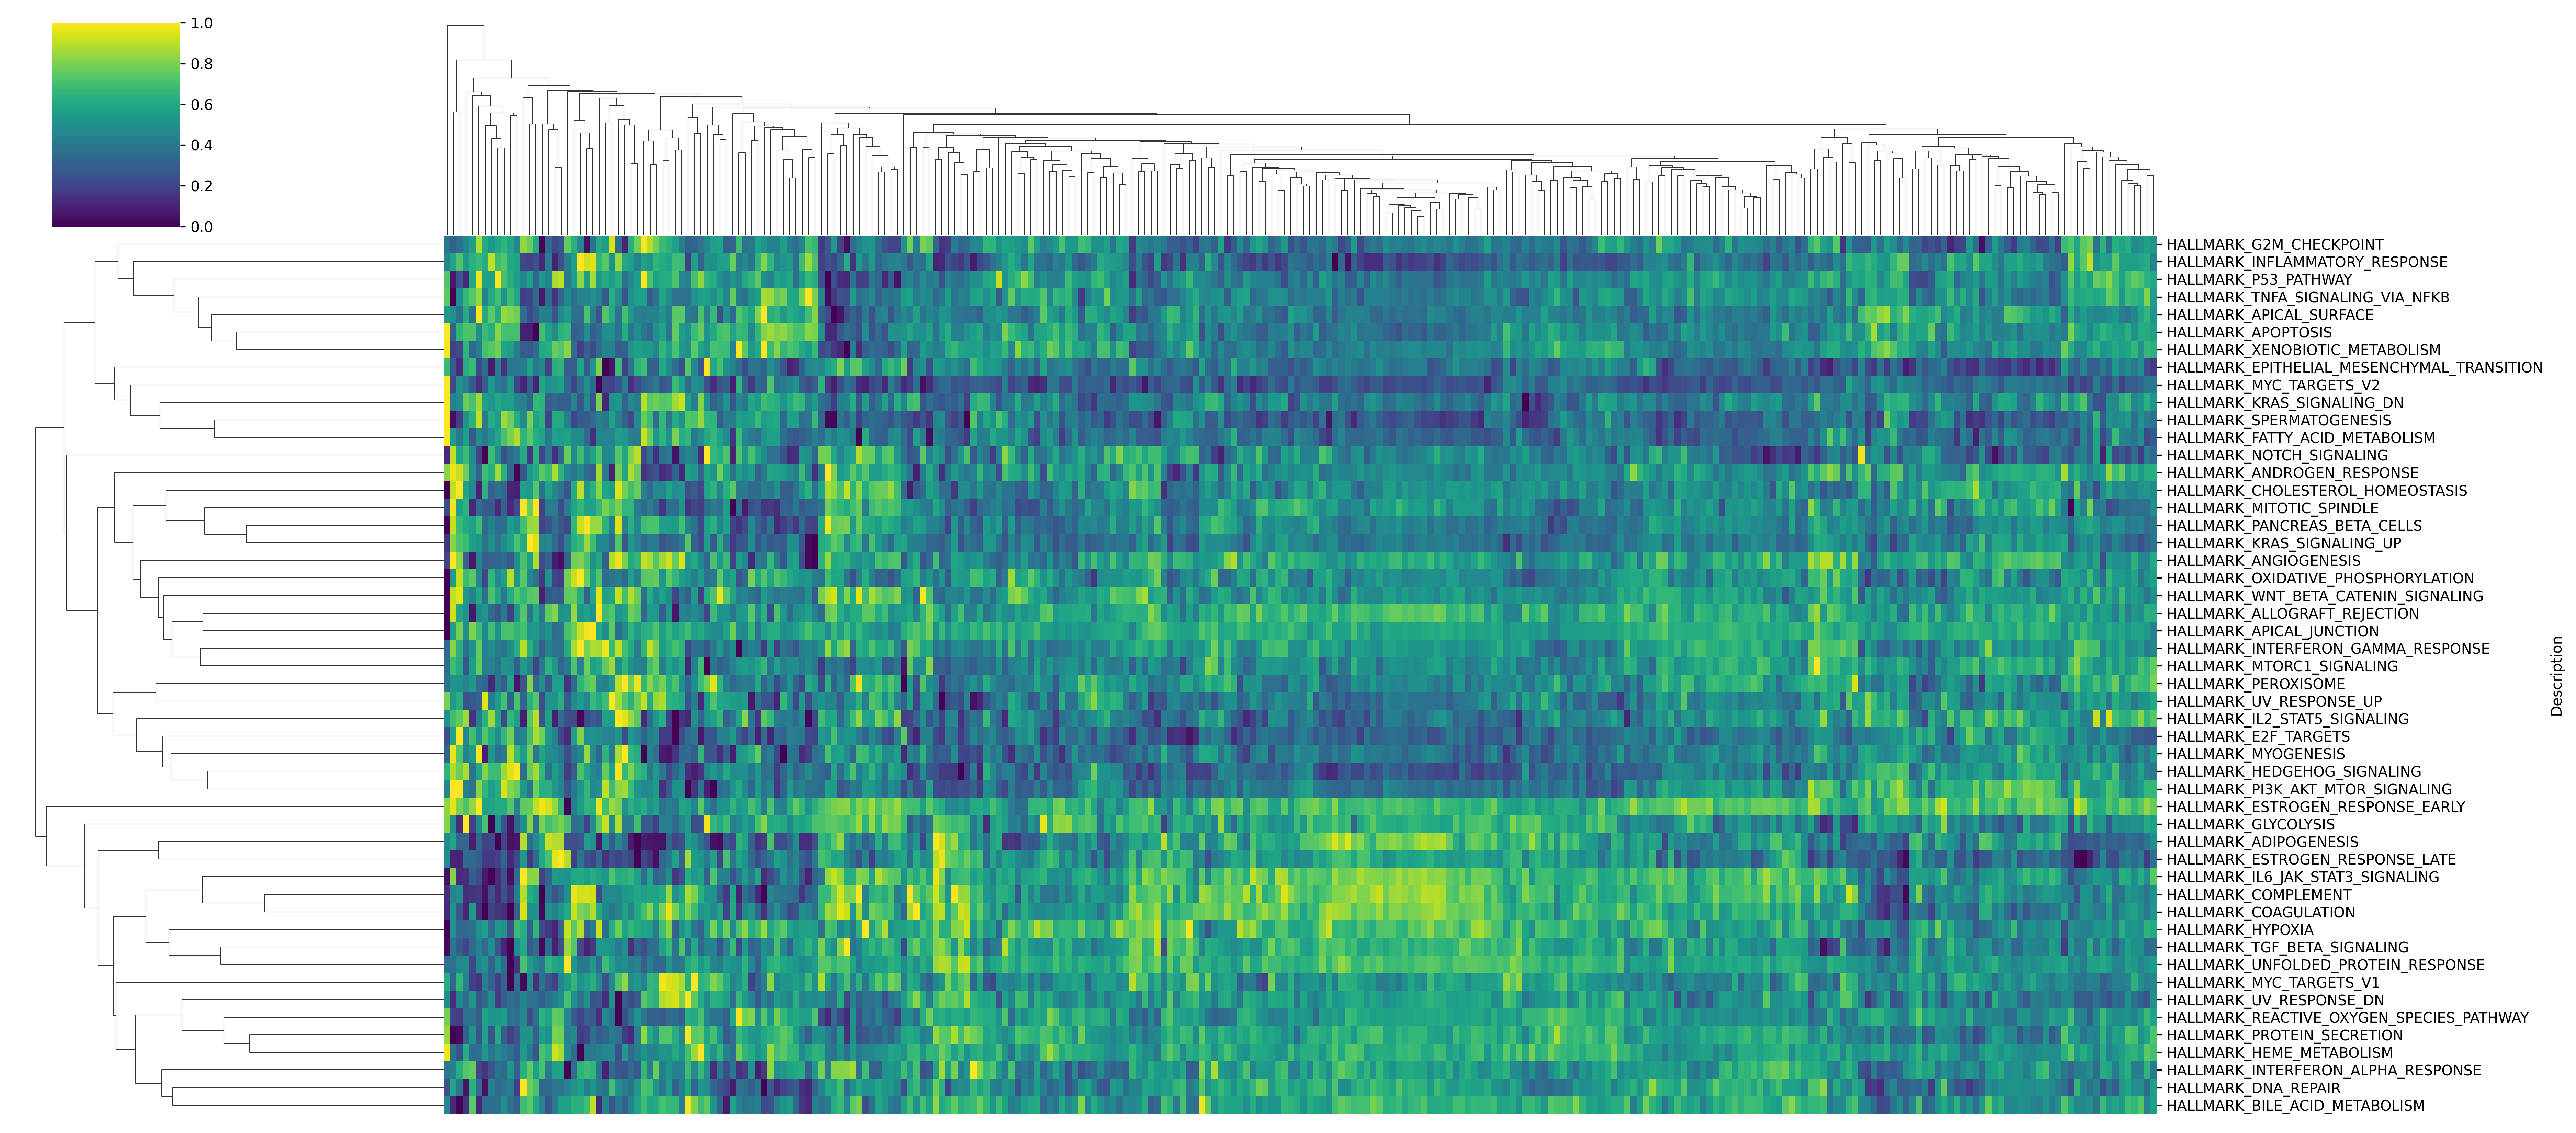 1.0
0.8
0.6
0.4
0.2
0.0
HALLMARK_G2M_CHECKPOINT
HALLMARK_INFLAMMATORY_RESPONSE
HALLMARK_P53_PATHWAY
HALLMARK_TNFA_SIGNALING_VIA_NFKB
HALLMARK_APICAL_SURFACE
HALLMARK_APOPTOSIS
HALLMARK_XENOBIOTIC_METABOLISM
HALLMARK_EPITHELIAL_MESENCHYMAL_TRANSITION
HALLMARK_MYC_TARGETS_V2
HALLMARK_KRAS_SIGNALING_DN
HALLMARK_SPERMATOGENESIS
HALLMARK_FATTY_ACID_METABOLISM
HALLMARK_NOTCH_SIGNALING
HALLMARK_ANDROGEN_RESPONSE
HALLMARK_CHOLESTEROL_HOMEOSTASIS
HALLMARK_MITOTIC_SPINDLE
HALLMARK_PANCREAS_BETA_CELLS
HALLMARK_KRAS_SIGNALING_UP
HALLMARK_ANGIOGENESIS
HALLMARK_OXIDATIVE_PHOSPHORYLATION
HALLMARK_WNT_BETA_CATENIN_SIGNALING
HALLMARK_ALLOGRAFT_REJECTION
HALLMARK_APICAL_JUNCTION
HALLMARK_INTERFERON_GAMMA_RESPONSE
HALLMARK_MTORC1_SIGNALING
HALLMARK_PEROXISOME
HALLMARK_UV_RESPONSE_UP
HALLMARK_IL2_STAT5_SIGNALING
HALLMARK_E2F_TARGETS
HALLMARK_MYOGENESIS
HALLMARK_HEDGEHOG_SIGNALING
HALLMARK_PI3K_AKT_MTOR_SIGNALING
HALLMARK_ESTROGEN_RESPONSE_EARLY
HALLMARK_GLYCOLYSIS
HALLMARK_ADIPOGENESIS
HALLMARK_ESTROGEN_RESPONSE_LATE
HALLMARK_IL6_JAK_STAT3_SIGNALING
HALLMARK_COMPLEMENT
HALLMARK_COAGULATION
HALLMARK_HYPOXIA
HALLMARK_TGF_BETA_SIGNALING
HALLMARK_UNFOLDED_PROTEIN_RESPONSE
HALLMARK_MYC_TARGETS_V1
HALLMARK_UV_RESPONSE_DN
HALLMARK_REACTIVE_OXYGEN_SPECIES_PATHWAY
HALLMARK_PROTEIN_SECRETION
HALLMARK_HEME_METABOLISM
HALLMARK_INTERFERON_ALPHA_RESPONSE
HALLMARK_DNA_REPAIR
HALLMARK_BILE_ACID_METABOLISM
Description